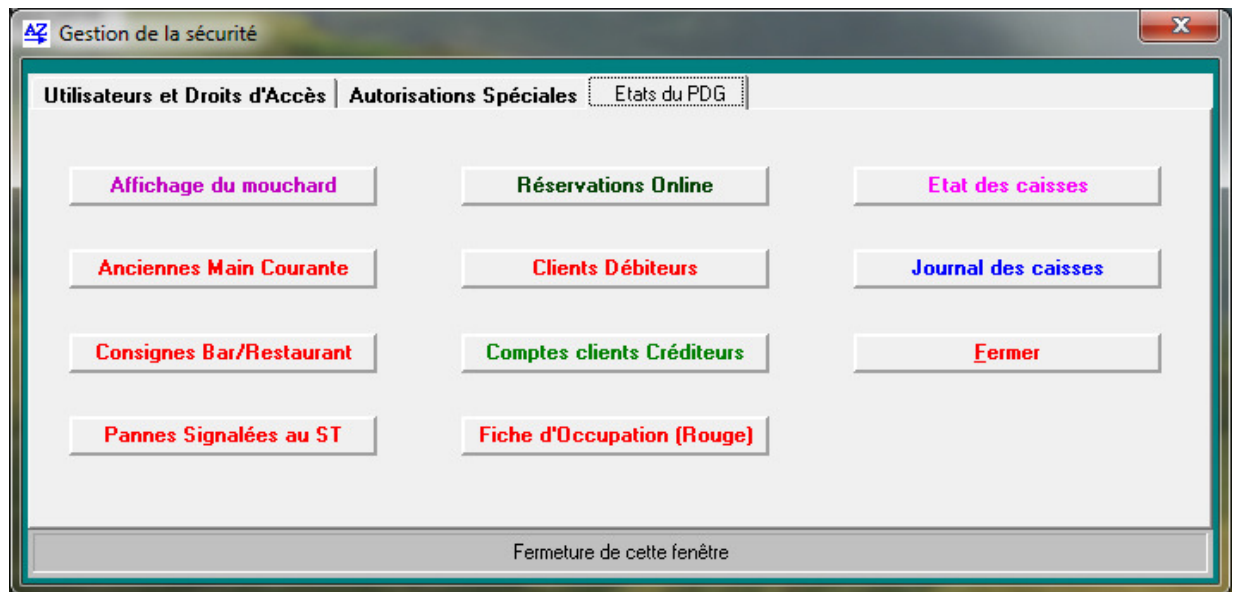 AZ Gestion de la sécurité
Utilisateurs et Droits d'Accès Autorisations Spéciales Etats du PDG
Affichage du mouchard Réservations Online Etat des caisses
Anciennes Main Courante Clients Débiteurs Journal des caisses
Consignes Bar/Restaurant Comptes clients Créditeurs Fermer
Pannes Signalées au ST Fiche d'Occupation (Rouge)
Fermeture de cette fenêtre